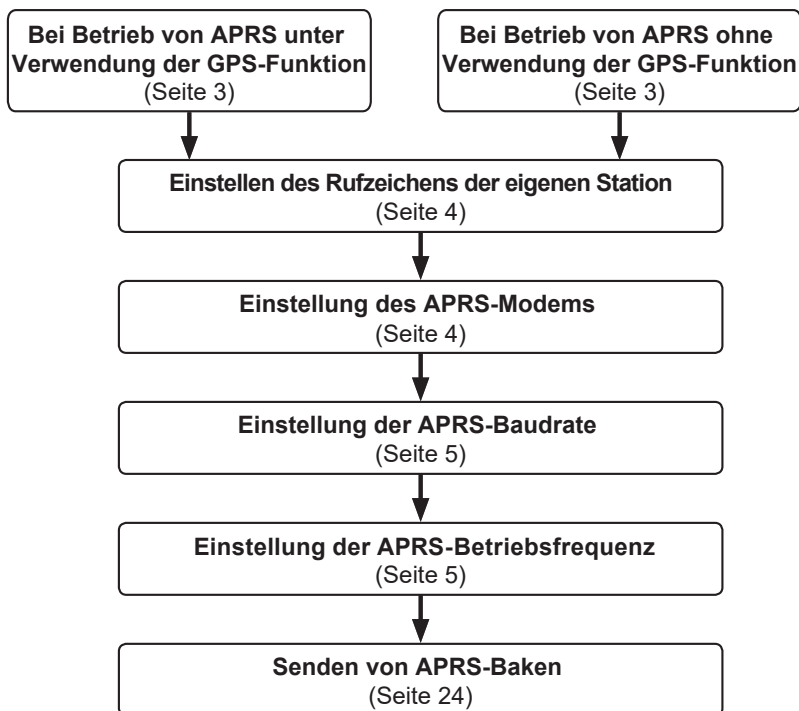 Bei Betrieb von APRS unter
Verwendung der GPS-Funktion
(Seite 3)
Bei Betrieb von APRS ohne
Verwendung der GPS-Funktion
(Seite 3)
Einstellen des Rufzeichens der eigenen Station
(Seite 4)
Einstellung des APRS-Modems
(Seite 4)
Einstellung der APRS-Baudrate
(Seite 5)
Einstellung der APRS-Betriebsfrequenz
(Seite 5)
Senden von APRS-Baken
(Seite 24)